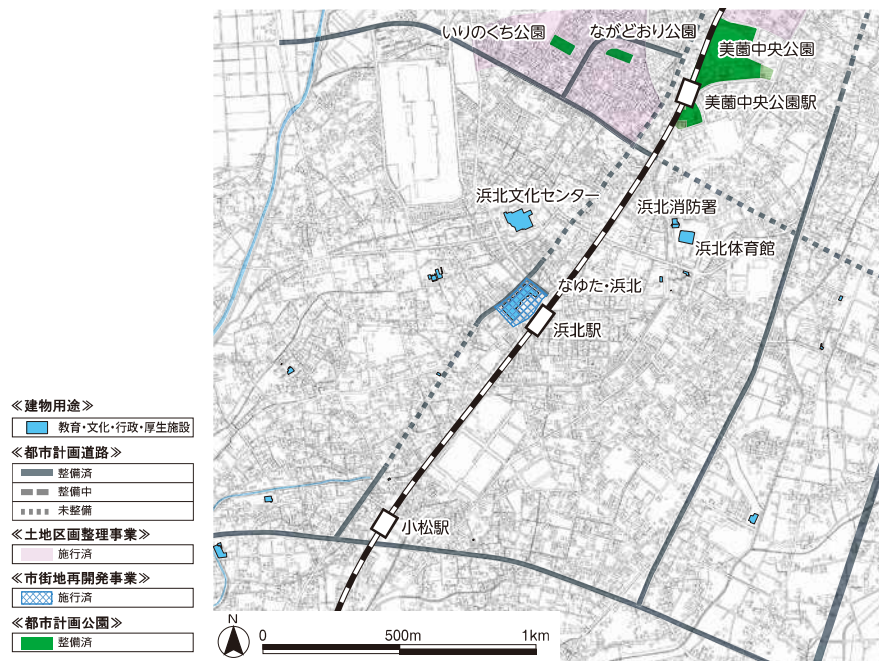 いりのくち公園
ながどおり公園
美薗中央公園
美薗中央公園駅
浜北文化センター
浜北消防署
浜北体育館
なゆた・浜北
浜北駅
小松駅
≪建物用途≫
教育・文化・行政・厚生施設
≪都市計画道路≫
整備済
整備中
未整備
≪土地区画整理事業≫
施行済
≪市街地再開発事業≫
施行済
≪都市計画公園≫
整備済
N
0 500m 1km